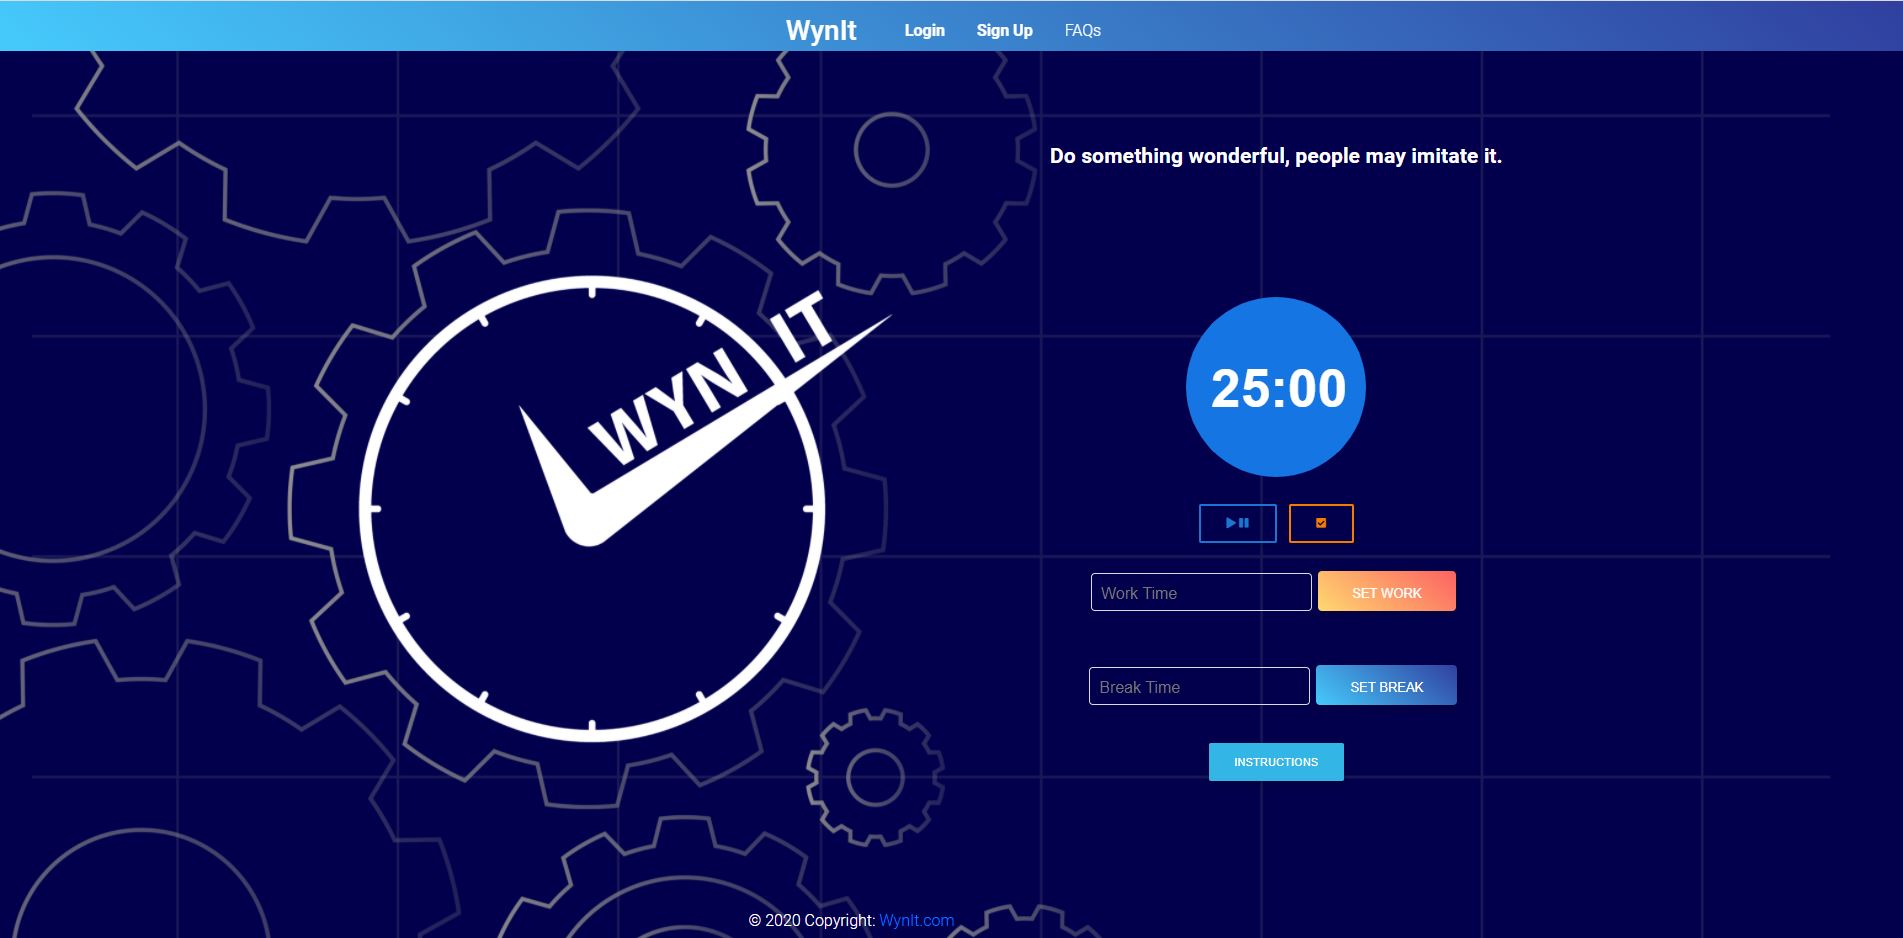 WynIt Login Sign Up FAQs
Do something wonderful, people may imitate it.
WYN IT
25:00
Work Time SET WORK
Break Time SET BREAK
INSTRUCTIONS
© 2020 Copyright: WynIt.com